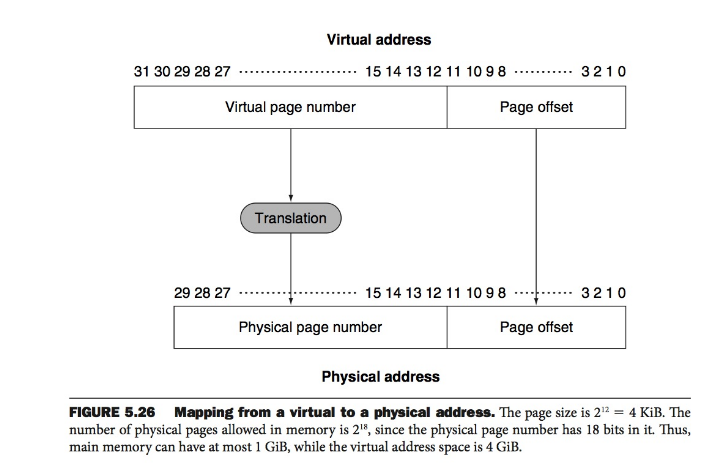 Virtual address
31 30 29 28 27 ····················· 15 14 13 12 11 10 9 8 ··········· 3 2 1 0
Virtual page number Page offset
Translation
29 28 27 ····················· 15 14 13 12 11 10 9 8 ··········· 3 2 1 0
Physical page number Page offset
Physical address
FIGURE 5.26 Mapping from a virtual to a physical address. The page size is 2¹² = 4 KiB. The
number of physical pages allowed in memory is 2¹⁸, since the physical page number has 18 bits in it. Thus,
main memory can have at most 1 GiB, while the virtual address space is 4 GiB.